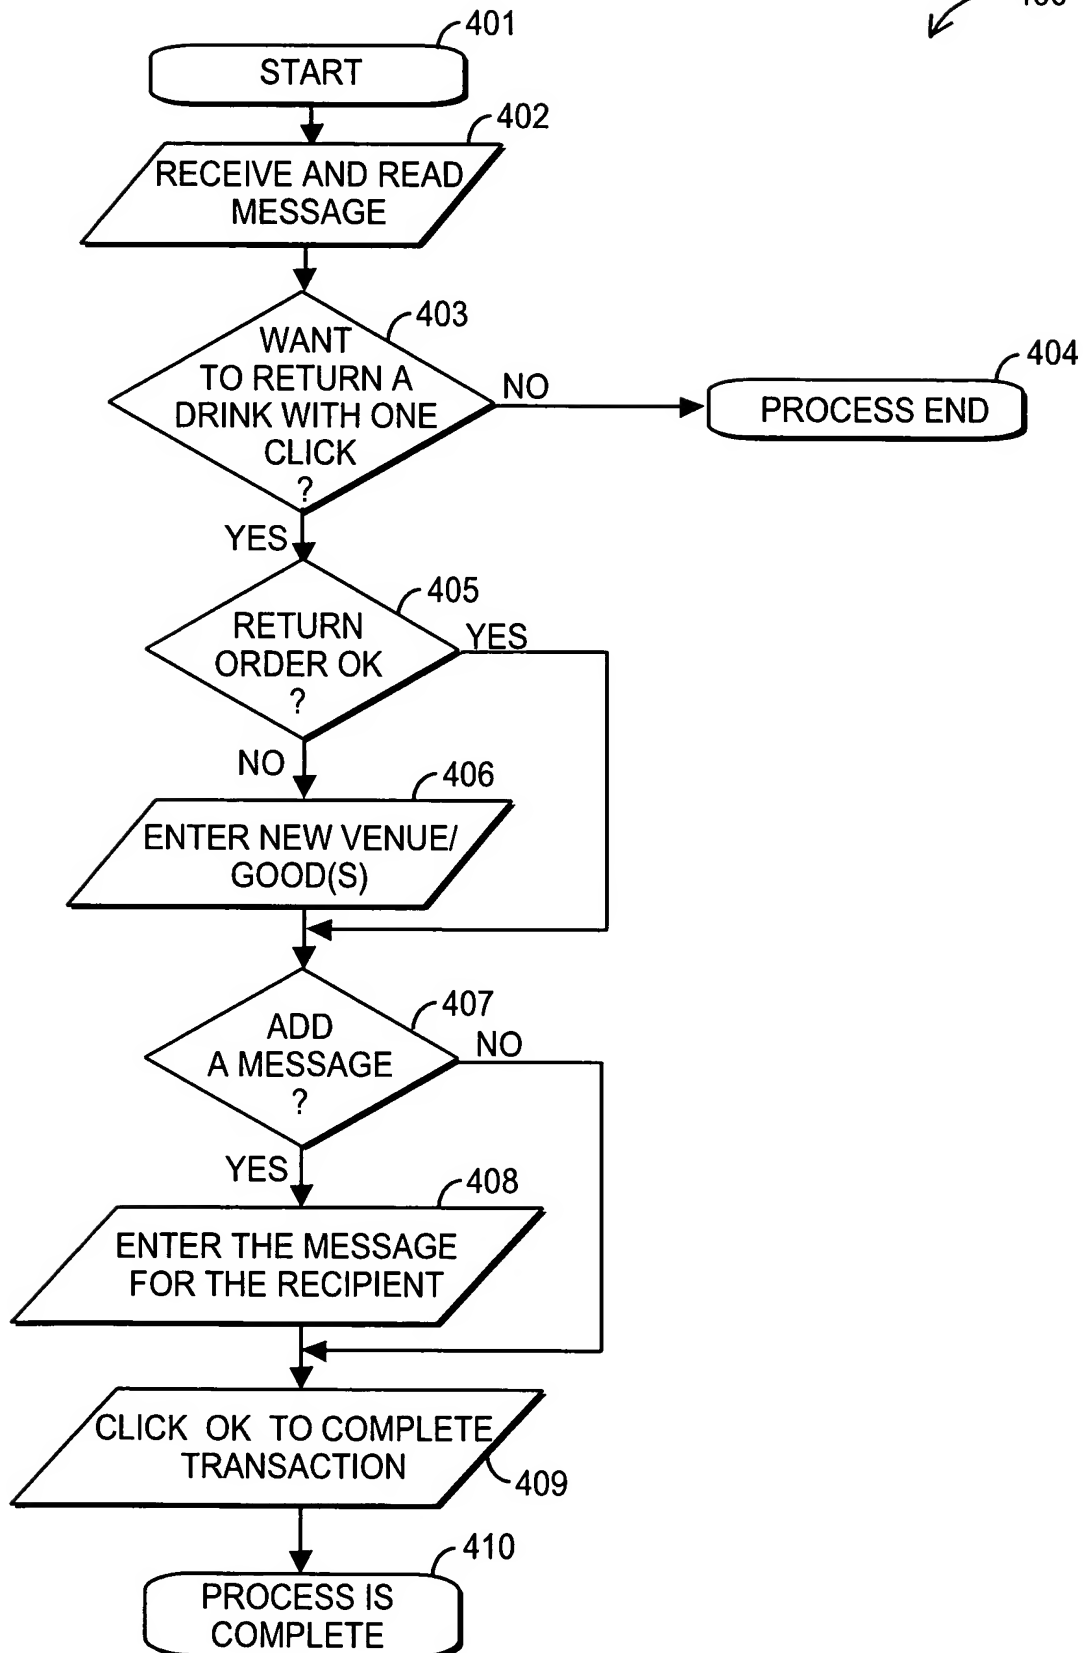 401
START
402
RECEIVE AND READ
MESSAGE
403
WANT
TO RETURN A
DRINK WITH ONE
CLICK
?
NO
404
PROCESS END
YES
405
RETURN
ORDER OK
?
YES
NO
406
ENTER NEW VENUE/
GOOD(S)
407
ADD
A MESSAGE
?
NO
YES
408
ENTER THE MESSAGE
FOR THE RECIPIENT
CLICK OK TO COMPLETE
TRANSACTION
409
410
PROCESS IS
COMPLETE